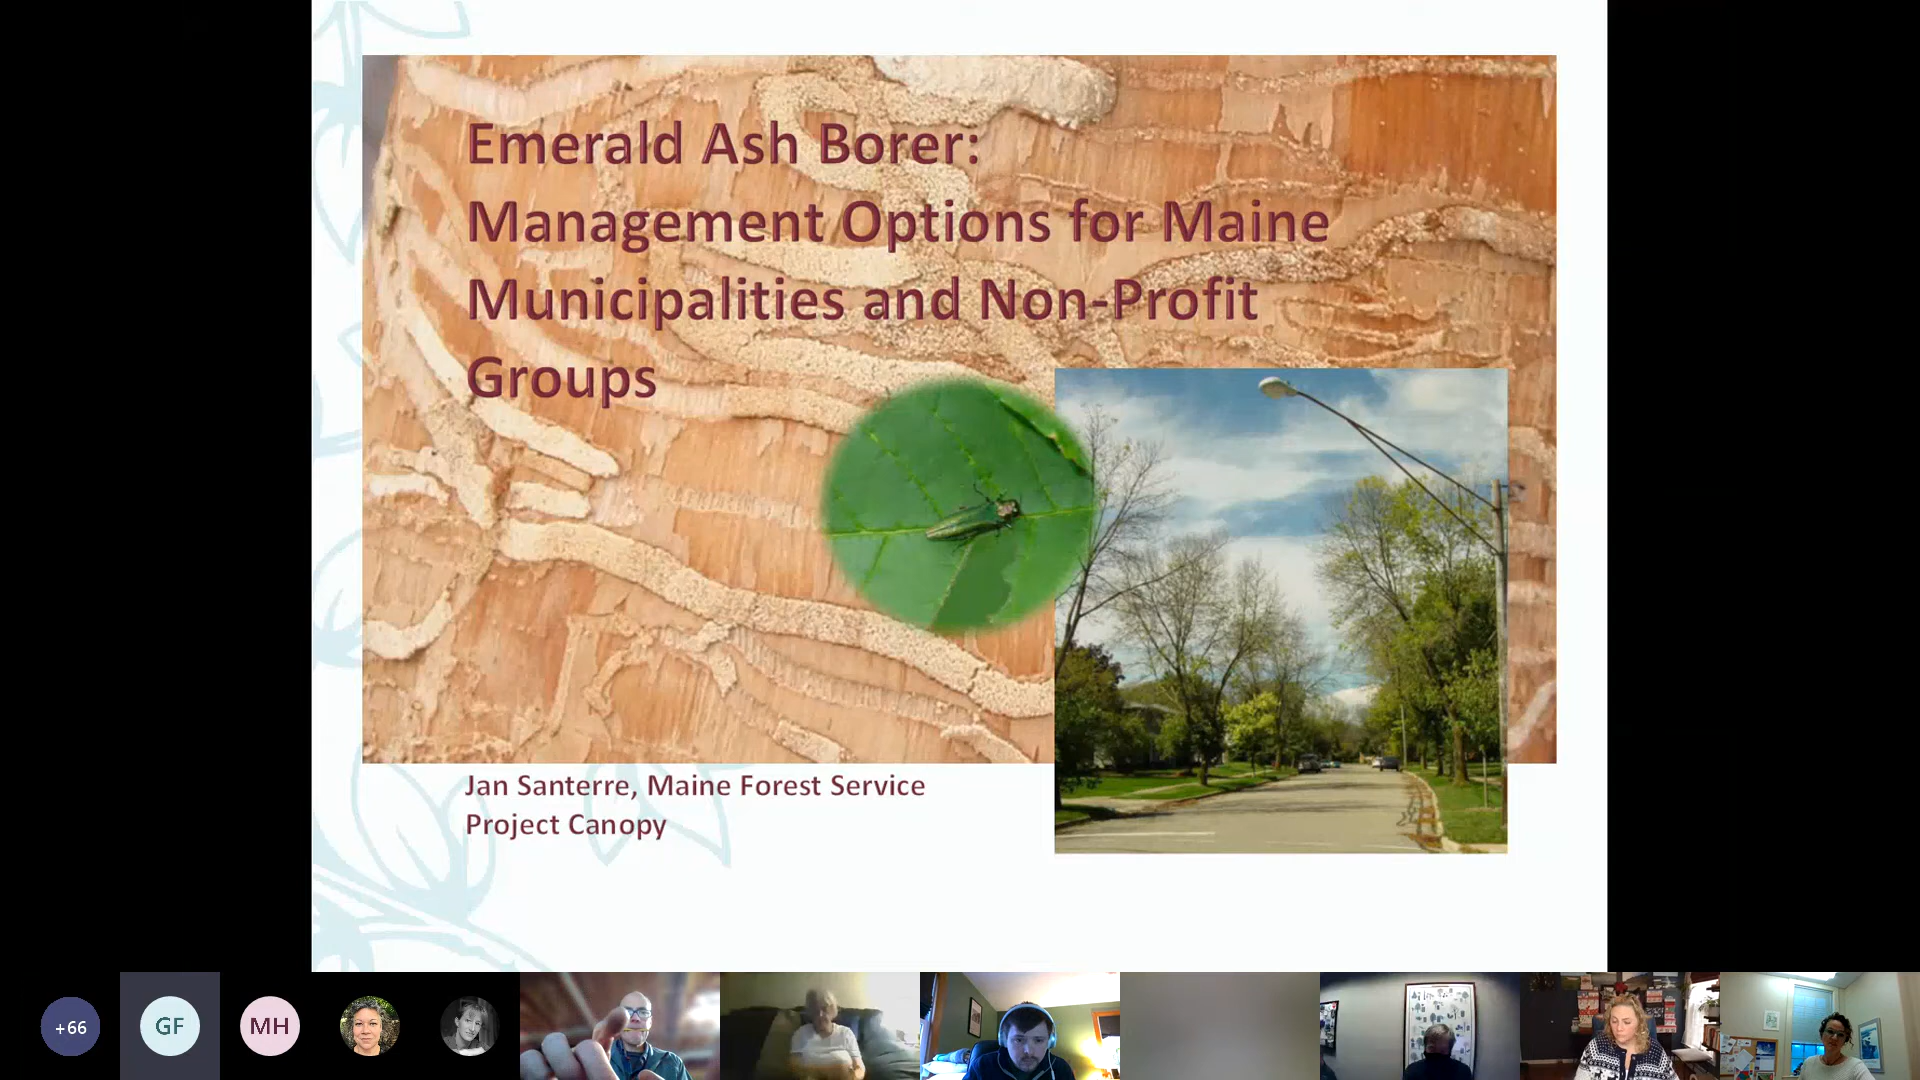 Emerald Ash Borer:
Management Options for Maine
Municipalities and Non-Profit
Groups
Jan Santerre, Maine Forest Service
Project Canopy
+66
GF
MH